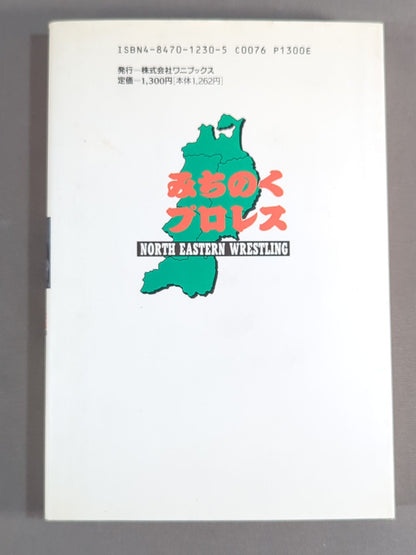 ISBN4-8470-1230-5 C0076 P1300E
発行─株式会社ワニブックス
定価─1,300円[本体1,262円]
みちのく
プロレス
NORTH EASTERN WRESTLING